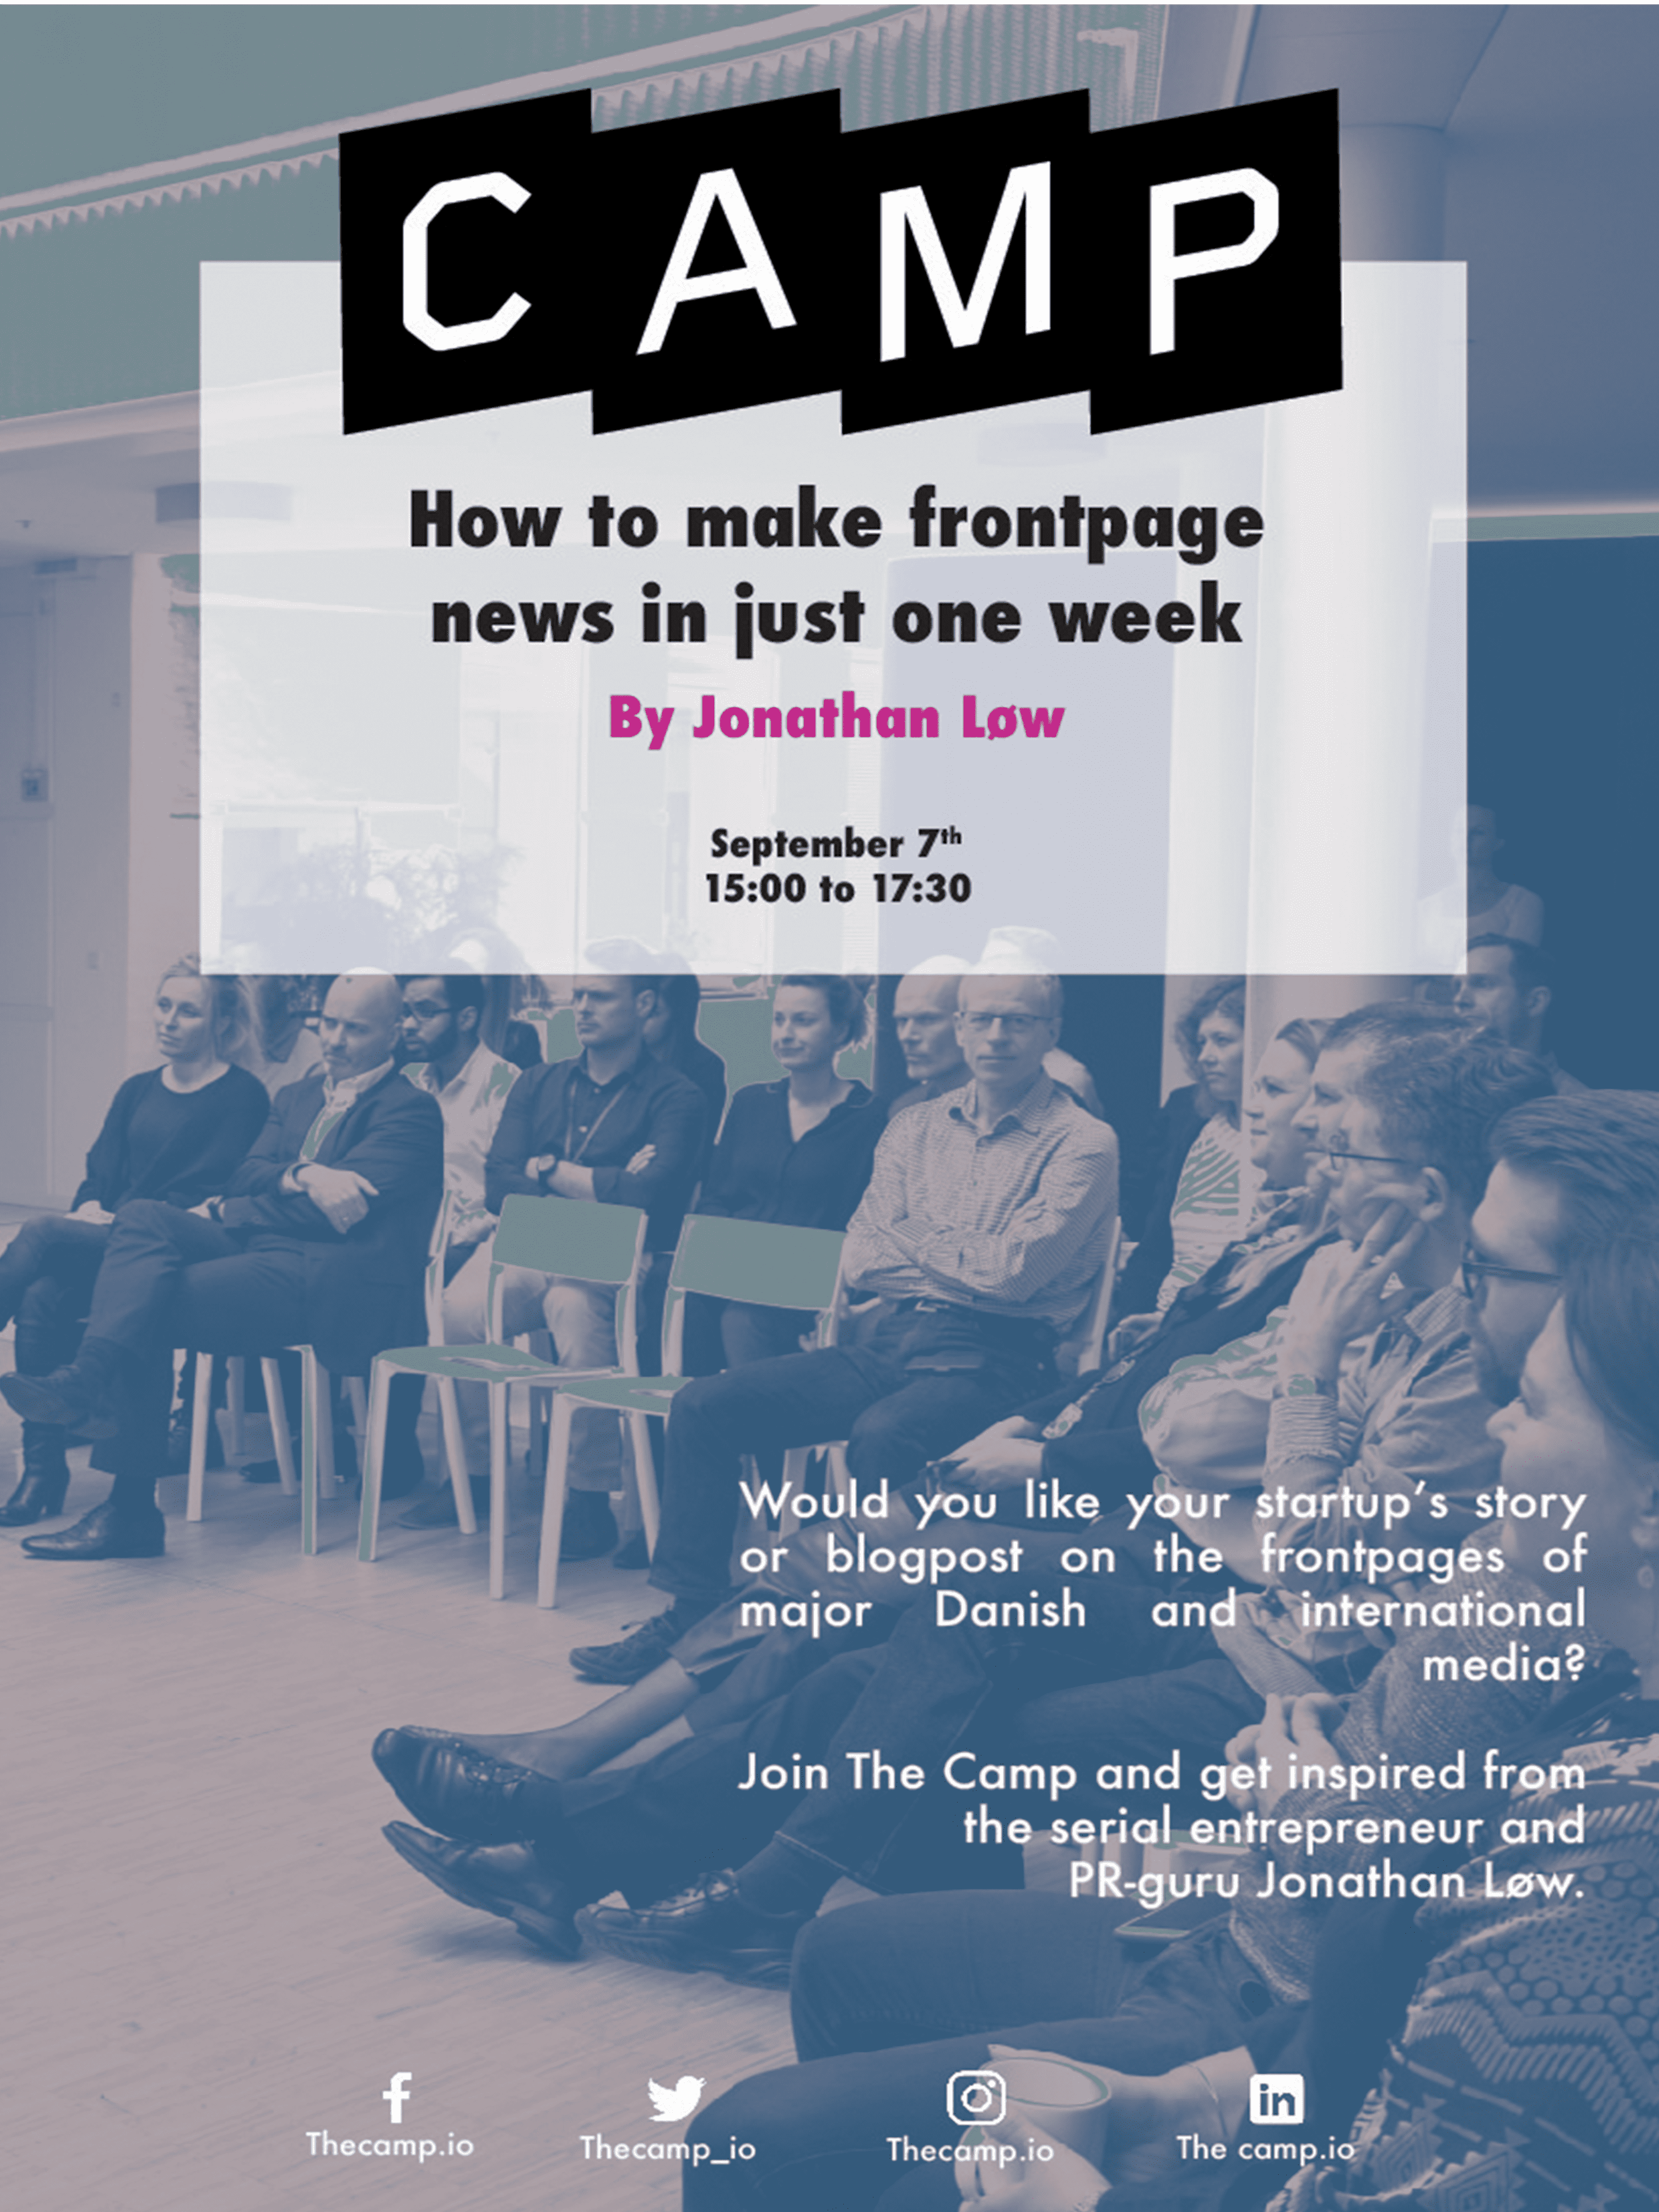 CAMP
How to make frontpage
news in just one week
By Jonathan Løw
September 7th
15:00 to 17:30
Would you like your startup’s story
or blogpost on the frontpages of
major Danish and international
media?
Join The Camp and get inspired from
the serial entrepreneur and
PR-guru Jonathan Løw.
Thecamp.io
Thecamp_io
Thecamp.io
The camp.io